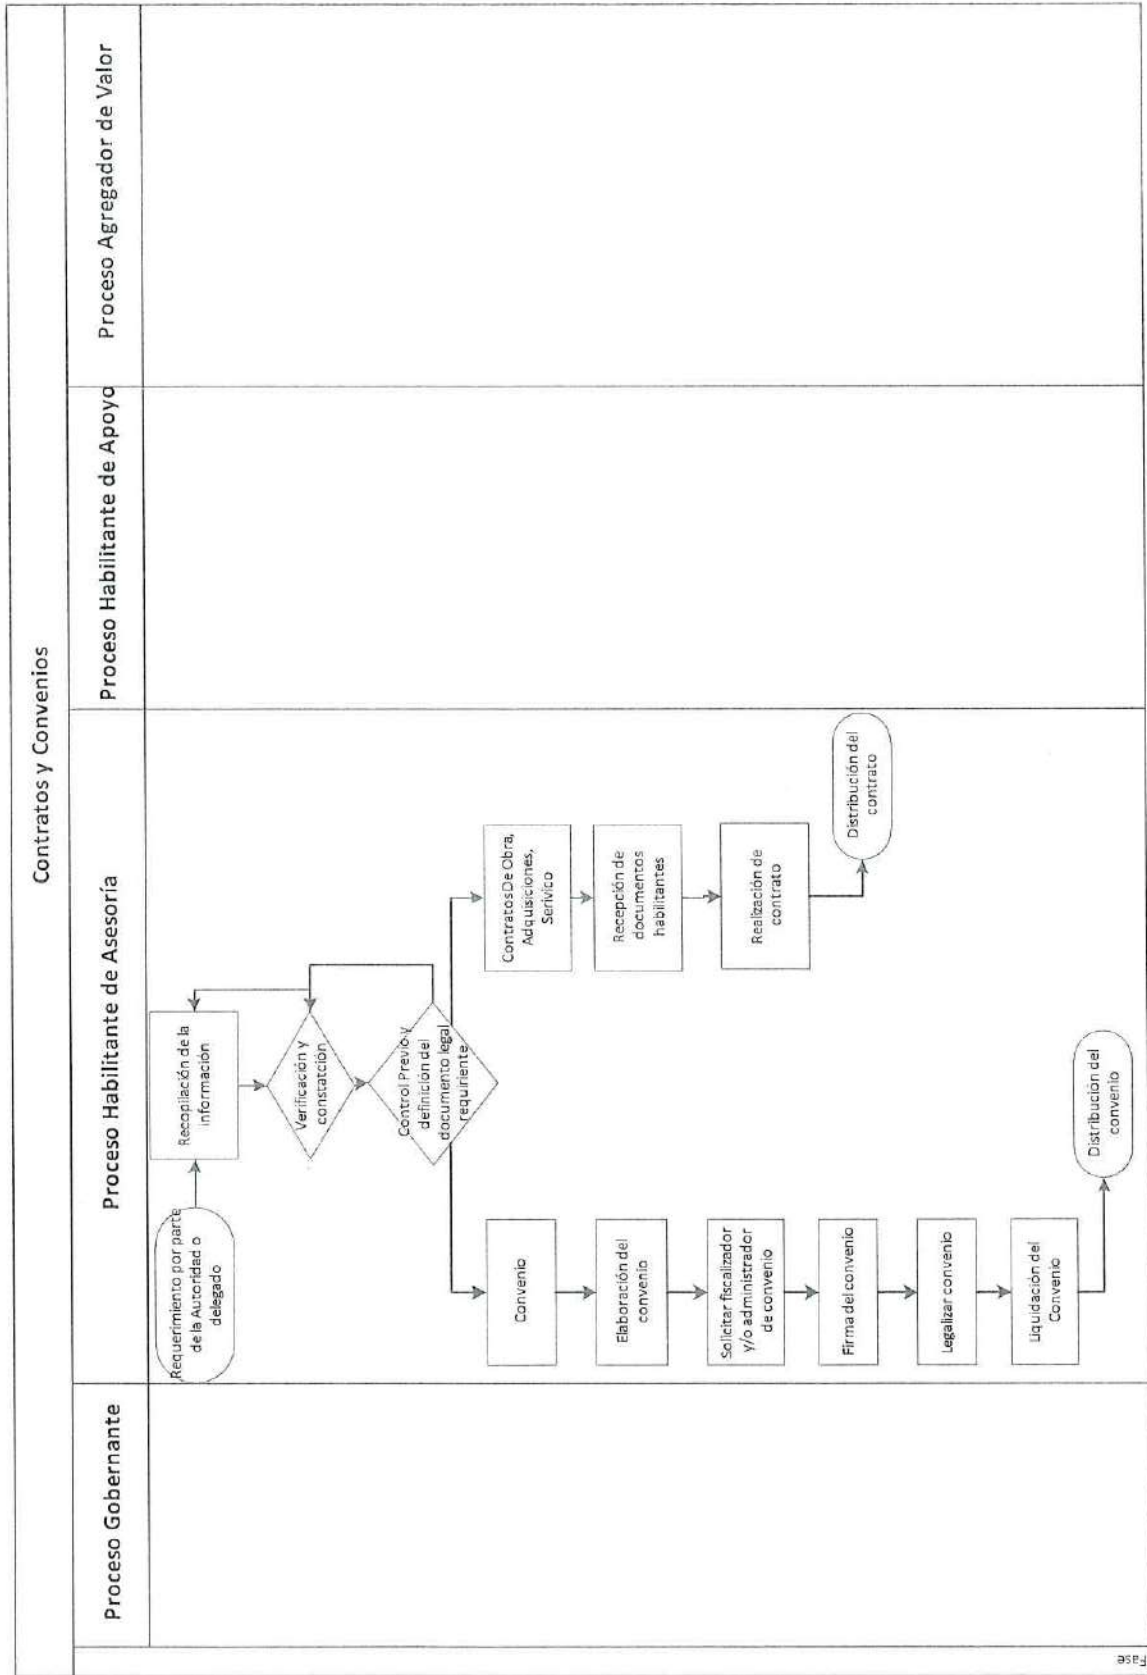 Contratos y Convenios
Proceso Gobernante
Proceso Habilitante de Asesoría
Proceso Habilitante de Apoyo
Proceso Agregador de Valor
Requerimiento por parte
de la Autoridad o
delegado
Recopilación de la
información
Verificación y
constatción
Control Previo y
definición del
documento legal
requiriente
Convenio
Elaboración del
convenio
Solicitar fiscalizador
y/o administrador
de convenio
Firma del convenio
Legalizar convenio
Liquidación del
Convenio
Distribución del
convenio
Contratos De Obra,
Adquisiciones,
Serivico
Recepción de
documentos
habilitantes
Realización de
contrato
Distribución del
contrato
Fase